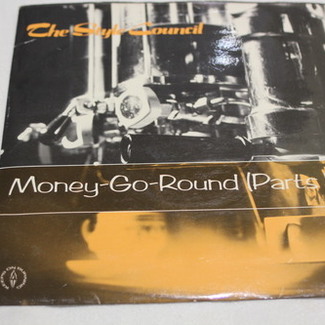 The Style Council
Money-Go-Round (Parts